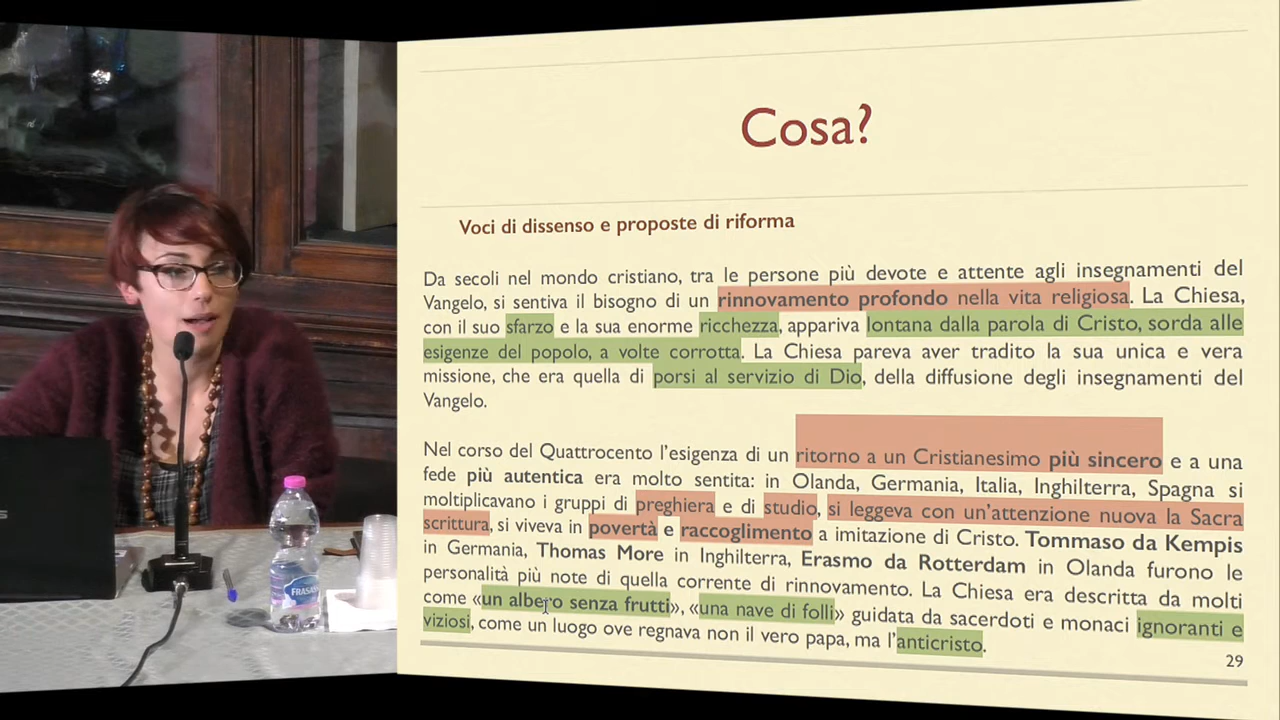 Cosa?
Voci di dissenso e proposte di riforma
Da secoli nel mondo cristiano, tra le persone più devote e attente agli insegnamenti del
Vangelo, si sentiva il bisogno di un rinnovamento profondo nella vita religiosa. La Chiesa,
con il suo sfarzo e la sua enorme ricchezza, appariva lontana dalla parola di Cristo, sorda alle
esigenze del popolo, a volte corrotta. La Chiesa pareva aver tradito la sua unica e vera
missione, che era quella di porsi al servizio di Dio, della diffusione degli insegnamenti del
Vangelo.
Nel corso del Quattrocento l'esigenza di un ritorno a un Cristianesimo più sincero e a una
fede più autentica era molto sentita: in Olanda, Germania, Italia, Inghilterra, Spagna si
moltiplicavano i gruppi di preghiera e di studio, si leggeva con un'attenzione nuova la Sacra
scrittura, si viveva in povertà e raccoglimento a imitazione di Cristo. Tommaso da Kempis
in Germania, Thomas More in Inghilterra, Erasmo da Rotterdam in Olanda furono le
personalità più note di quella corrente di rinnovamento. La Chiesa era descritta da molti
come «un albero senza frutti», «una nave di folli» guidata da sacerdoti e monaci ignoranti e
viziosi, come un luogo ove regnava non il vero papa, ma l'anticristo.
29